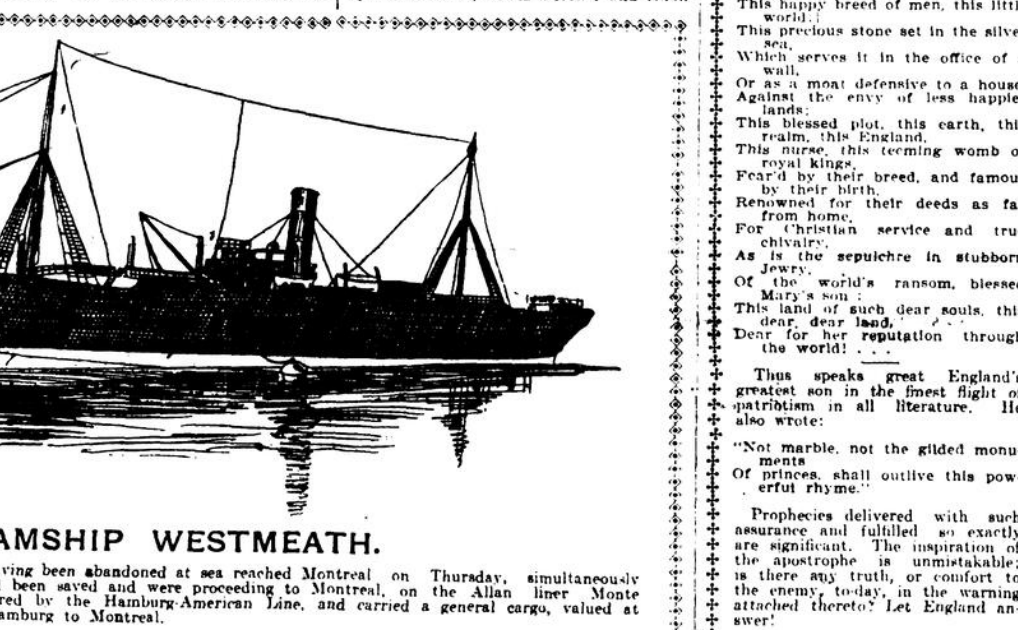 AMSHIP WESTMEATH.
ving been abandoned at sea reached Montreal on Thursday, simultaneously
been saved and were proceeding to Montreal, on the Allan liner Monte
red by the Hamburg-American Line, and carried a general cargo, valued at
amburg to Montreal.
This happy breed of men, this littl
world;
This precious stone set in the silve
sea,
Which serves it in the office of
wall,
Or as a moat defensive to a house
Against the envy of less happie
lands;
This blessed plot, this earth, thi
realm, this England,
This nurse, this teeming womb o
royal kings,
Fear'd by their breed, and famou
by their birth,
Renowned for their deeds as fa
from home,
For Christian service and tru
chivalry,
As is the sepulchre in stubborn
Jewry,
Of the world's ransom, blessed
Mary's son :
This land of such dear souls, thi
dear, dear land,
Dear for her reputation through
the world! . . .
Thus speaks great England's
greatest son in the finest flight of
patriotism in all literature. He
also wrote:
"Not marble, not the gilded monu-
ments
Of princes, shall outlive this pow-
erful rhyme."
Prophecies delivered with such
assurance and fulfilled so exactly
are significant. The inspiration of
the apostrophe is unmistakable;
is there any truth, or comfort to
the enemy, to-day, in the warning
attached thereto? Let England an-
swer!